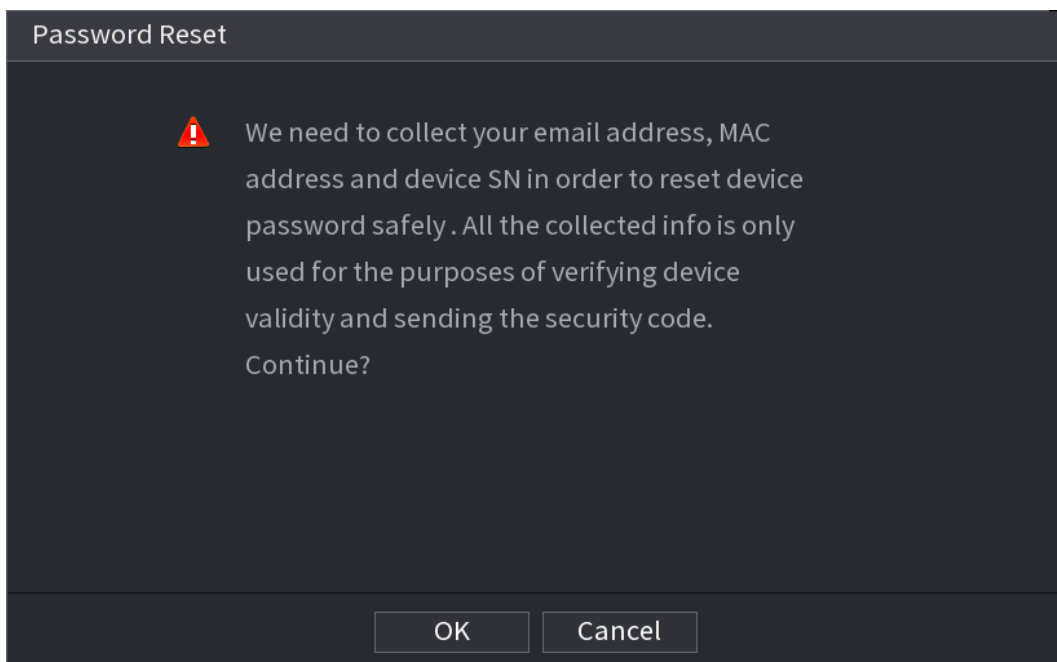 Password Reset
We need to collect your email address, MAC
address and device SN in order to reset device
password safely . All the collected info is only
used for the purposes of verifying device
validity and sending the security code.
Continue?
OK
Cancel